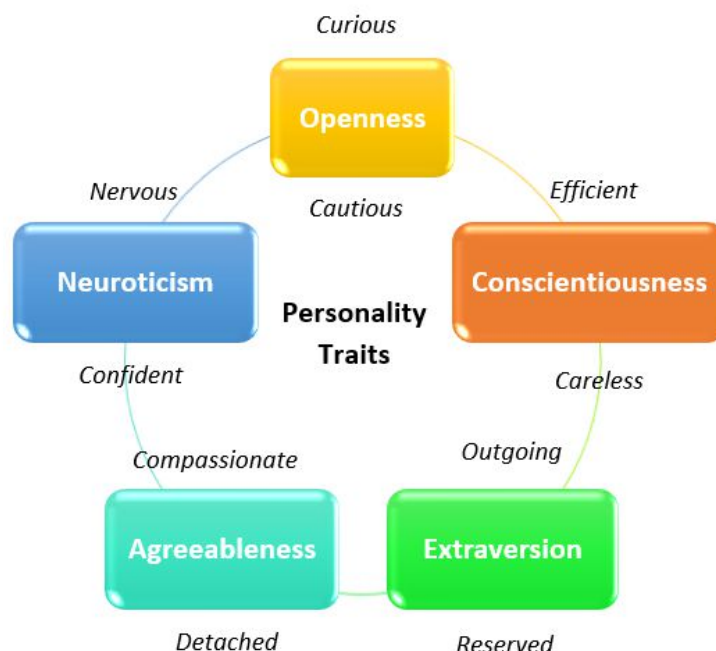 Curious
Openness
Cautious
Nervous
Efficient
Neuroticism
Conscientiousness
Personality
Traits
Confident
Careless
Compassionate
Outgoing
Agreeableness
Extraversion
Detached
Reserved